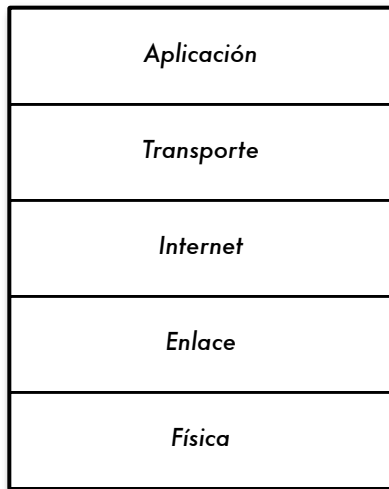 Aplicación
Transporte
Internet
Enlace
Física